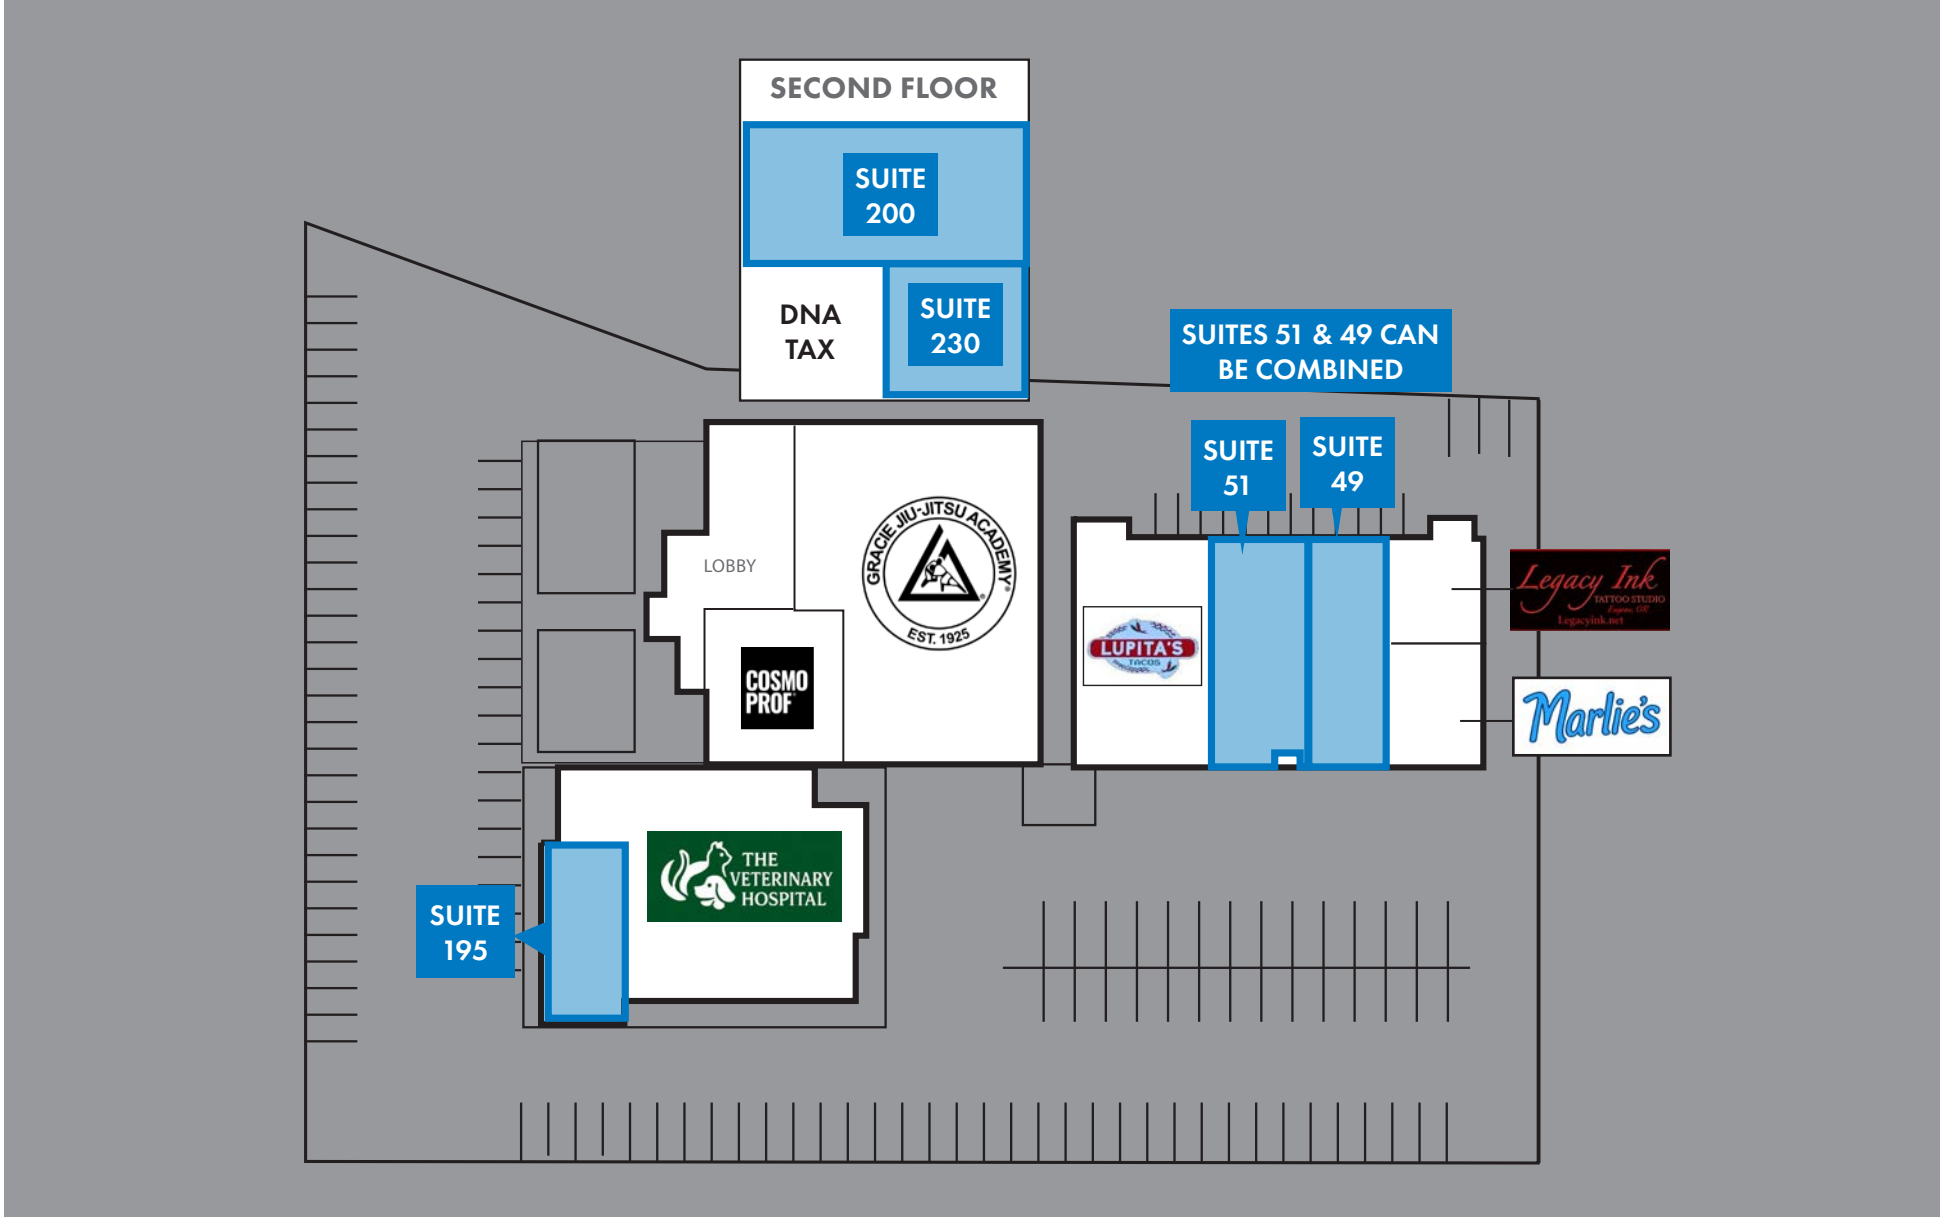 SECOND FLOOR
SUITE
200
DNA
TAX
SUITE
230
SUITES 51 & 49 CAN
BE COMBINED
SUITE
51
SUITE
49
GRACIE JIU-JITSU ACADEMY®
EST. 1925
LOBBY
COSMO
PROF
LUPITA'S
TACOS
Legacy Ink
TATTOO STUDIO
Eugene, OR
Legacyink.net
Marlie's
THE
VETERINARY
HOSPITAL
SUITE
195